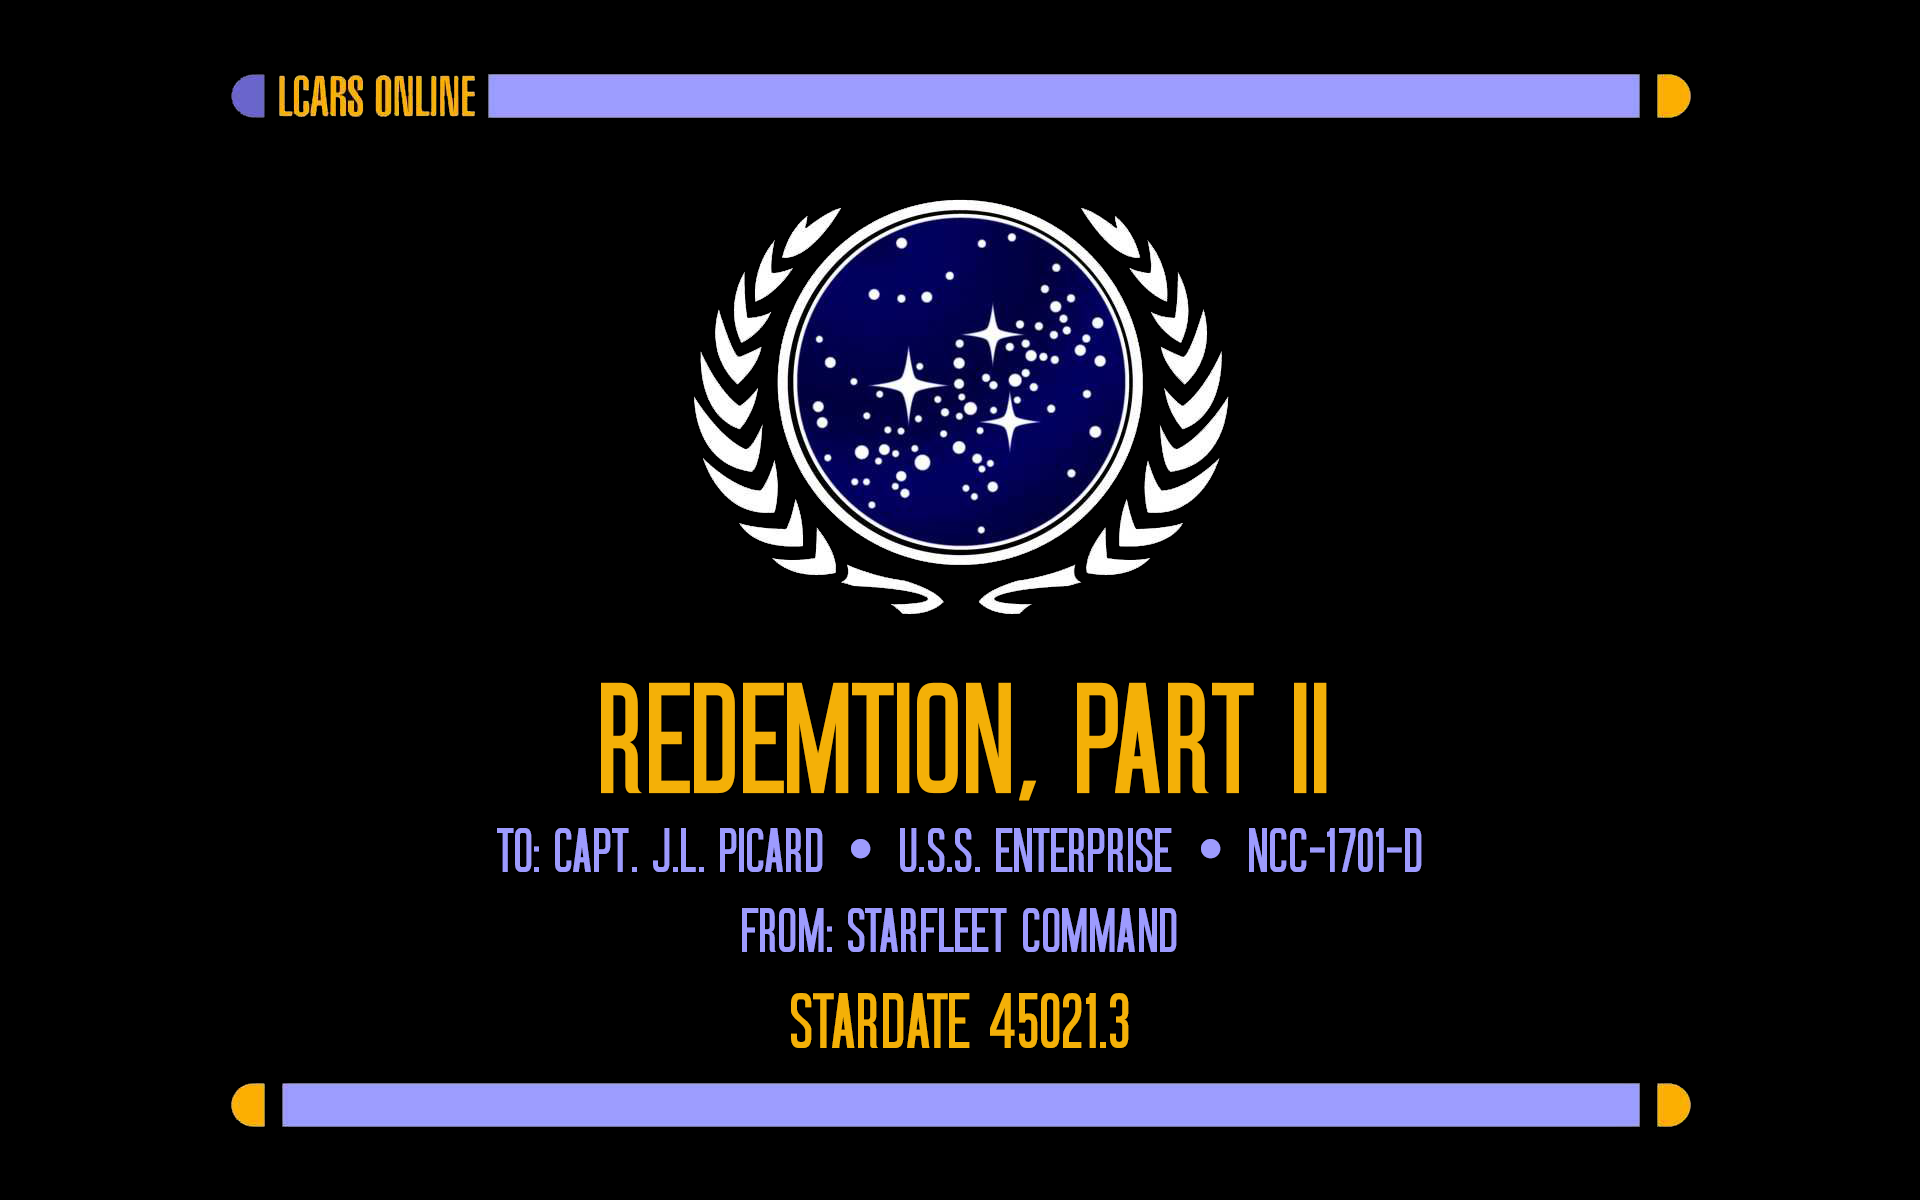 LCARS ONLINE
REDEMTION, PART II
TO: CAPT. J.L. PICARD • U.S.S. ENTERPRISE • NCC-1701-D
FROM: STARFLEET COMMAND
STARDATE 45021.3